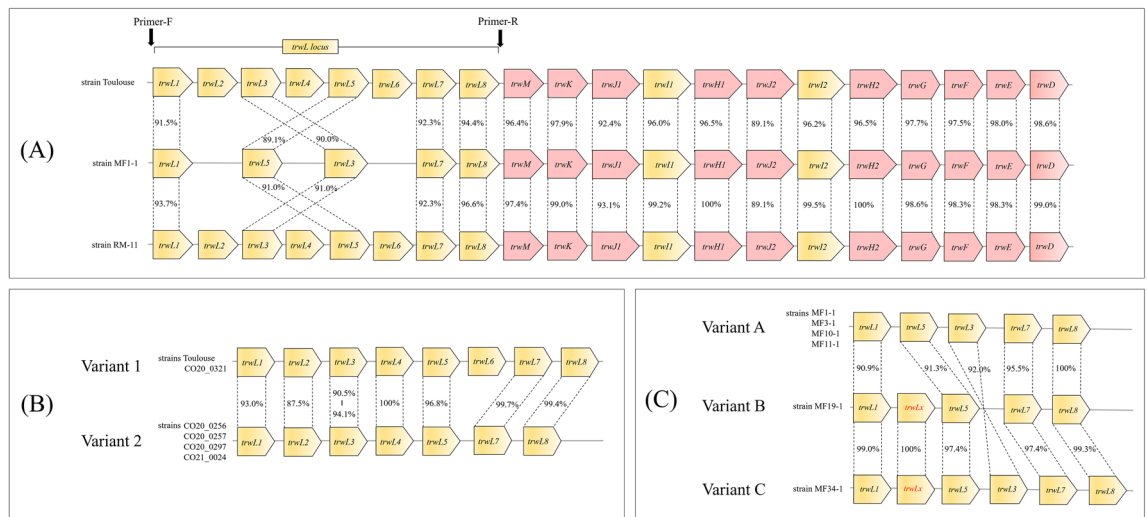 Primer-F Primer-R
trwL locus
(A)
strain Toulouse trwL1 trwL2 trwL3 trwL4 trwL5 trwL6 trwL7 trwL8 trwM trwK trwJ1 trwI1 trwH1 trwJ2 trwI2 trwH2 trwG trwF trwE trwD
91.5% 89.1% 90.0% 92.3% 94.4% 96.4% 97.9% 92.4% 96.0% 96.5% 89.1% 96.2% 96.5% 97.7% 97.5% 98.0% 98.6%
strain MF1-1 trwL1 trwL5 trwL3 trwL7 trwL8 trwM trwK trwJ1 trwI1 trwH1 trwJ2 trwI2 trwH2 trwG trwF trwE trwD
93.7% 91.0% 91.0% 92.3% 96.6% 97.4% 99.0% 93.1% 99.2% 100% 89.1% 99.5% 100% 98.6% 98.3% 98.3% 99.0%
strain RM-11 trwL1 trwL2 trwL3 trwL4 trwL5 trwL6 trwL7 trwL8 trwM trwK trwJ1 trwI1 trwH1 trwJ2 trwI2 trwH2 trwG trwF trwE trwD
(B)
Variant 1 strains Toulouse trwL1 trwL2 trwL3 trwL4 trwL5 trwL6 trwL7 trwL8
CO20_0321
93.0% 87.5% 90.5% - 94.1% 100% 96.8% 99.7% 99.4%
Variant 2 strains CO20_0256 trwL1 trwL2 trwL3 trwL4 trwL5 trwL7 trwL8
CO20_0257
CO20_0297
CO21_0024
(C)
Variant A strains MF1-1 trwL1 trwL5 trwL3 trwL7 trwL8
MF3-1
MF10-1
MF11-1
90.9% 91.3% 92.0% 95.5% 100%
Variant B strain MF19-1 trwL1 trwLx trwL5 trwL7 trwL8
99.0% 100% 97.4% 97.4% 99.3%
Variant C strain MF34-1 trwL1 trwLx trwL5 trwL3 trwL7 trwL8